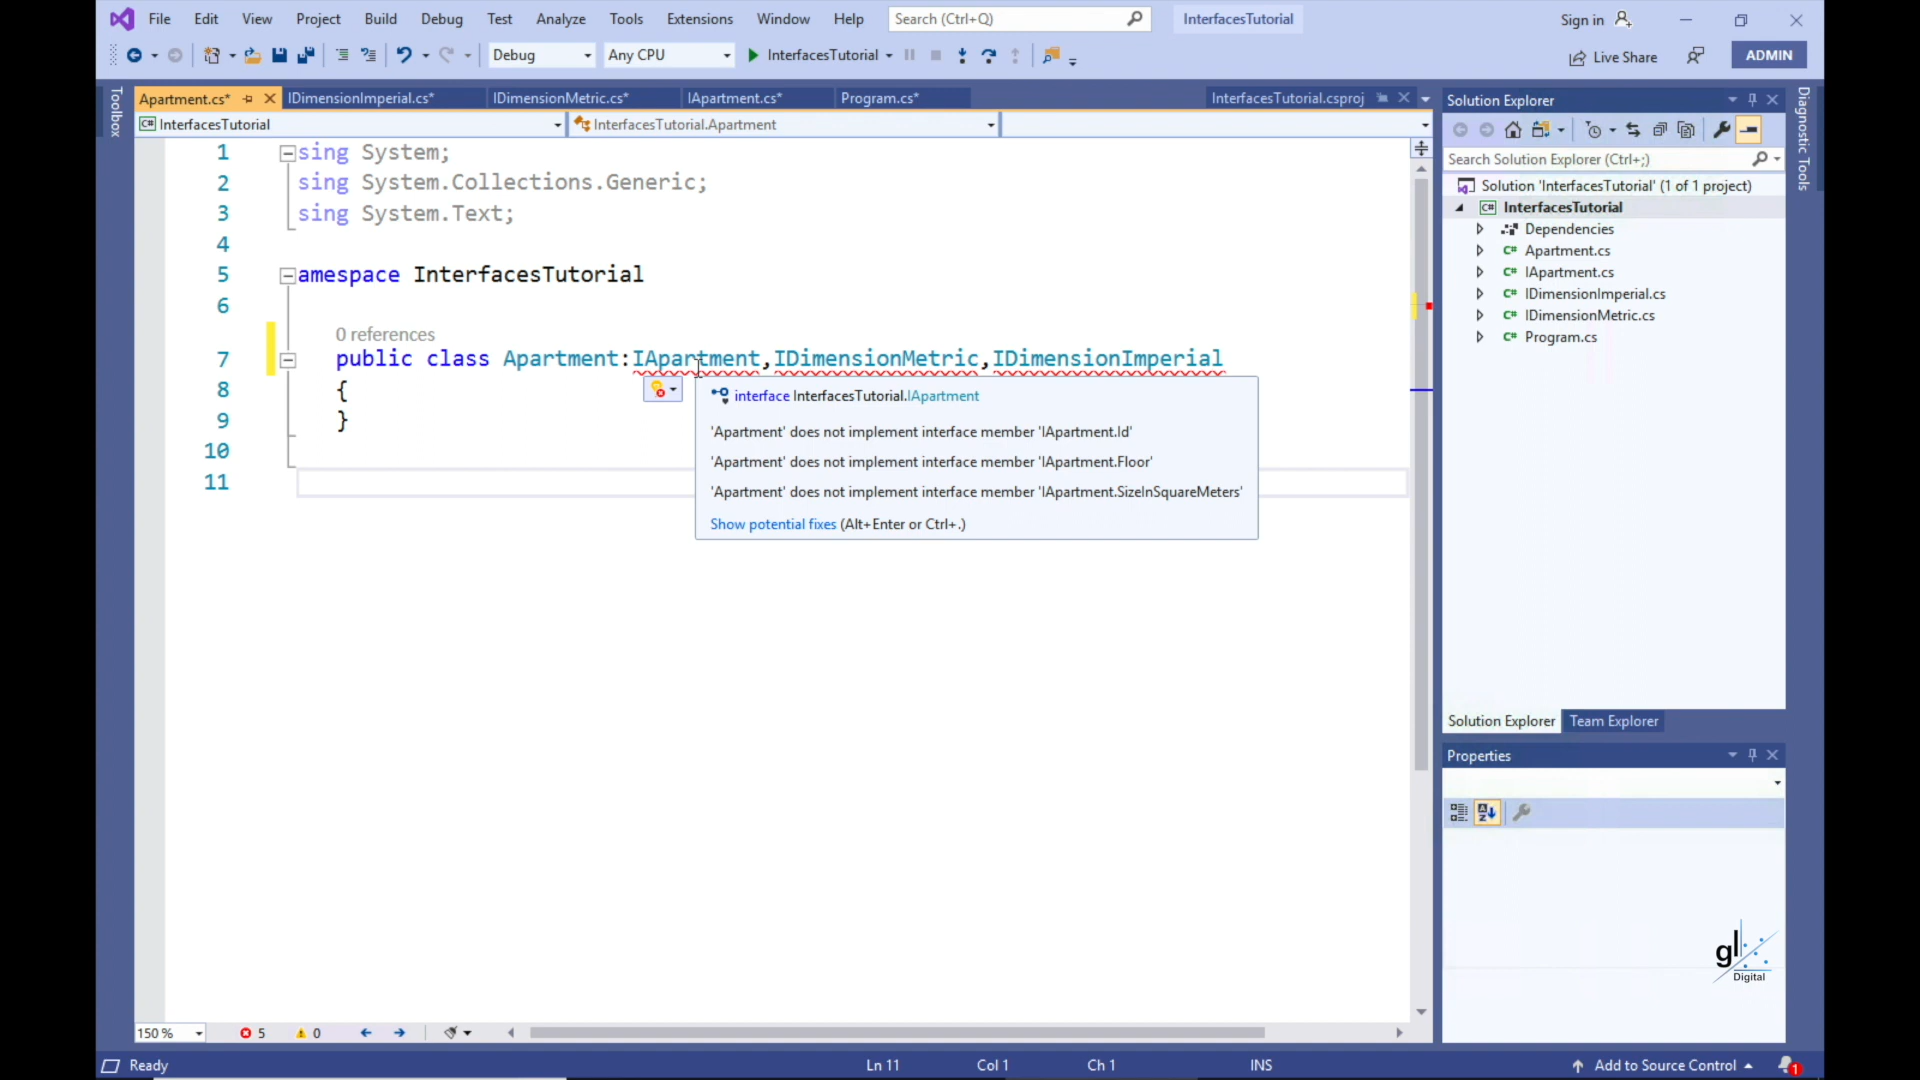 File Edit View Project Build Debug Test Analyze Tools Extensions Window Help Search (Ctrl+Q) InterfacesTutorial Sign in
Debug Any CPU InterfacesTutorial Live Share ADMIN
Toolbox
Apartment.cs* IDimensionImperial.cs* IDimensionMetric.cs* IApartment.cs* Program.cs* InterfacesTutorial.csproj
C# InterfacesTutorial InterfacesTutorial.Apartment
1 sing System;
2 sing System.Collections.Generic;
3 sing System.Text;
4
5 amespace InterfacesTutorial
6
0 references
7 public class Apartment:IApartment,IDimensionMetric,IDimensionImperial
8 {
9 }
10
11
interface InterfacesTutorial.IApartment
'Apartment' does not implement interface member 'IApartment.Id'
'Apartment' does not implement interface member 'IApartment.Floor'
'Apartment' does not implement interface member 'IApartment.SizeInSquareMeters'
Show potential fixes (Alt+Enter or Ctrl+.)
Solution Explorer
Search Solution Explorer (Ctrl+;)
Solution 'InterfacesTutorial' (1 of 1 project)
C# InterfacesTutorial
Dependencies
C# Apartment.cs
C# IApartment.cs
C# IDimensionImperial.cs
C# IDimensionMetric.cs
C# Program.cs
Solution Explorer Team Explorer
Properties
Diagnostic Tools
gl
Digital
150 % 5 0
Ready Ln 11 Col 1 Ch 1 INS Add to Source Control 1